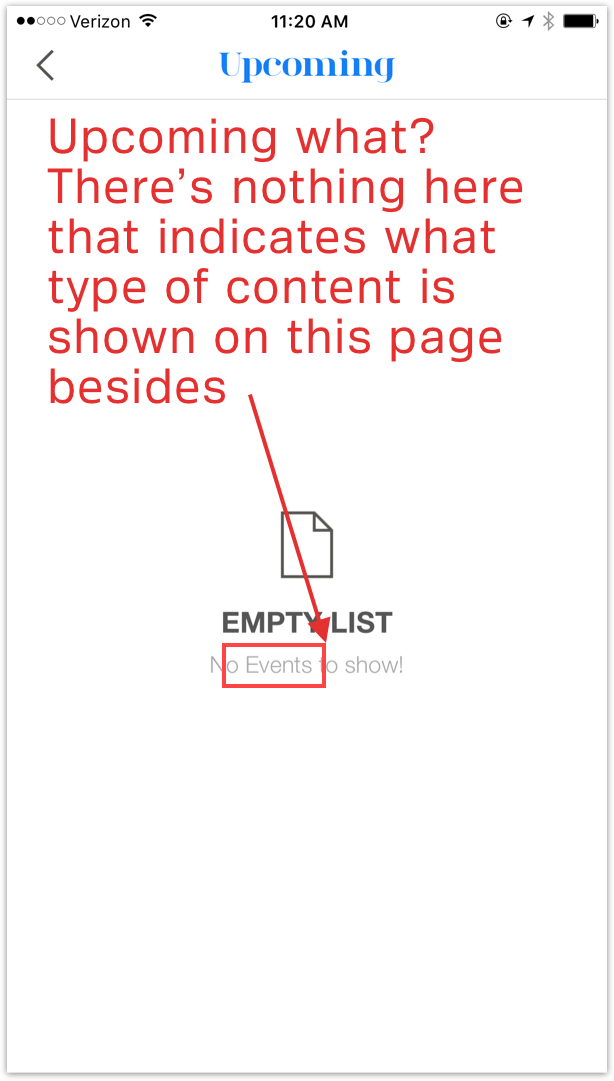 Verizon 11:20 AM
Upcoming
Upcoming what?
There's nothing here
that indicates what
type of content is
shown on this page
besides
EMPTY LIST
No Events to show!